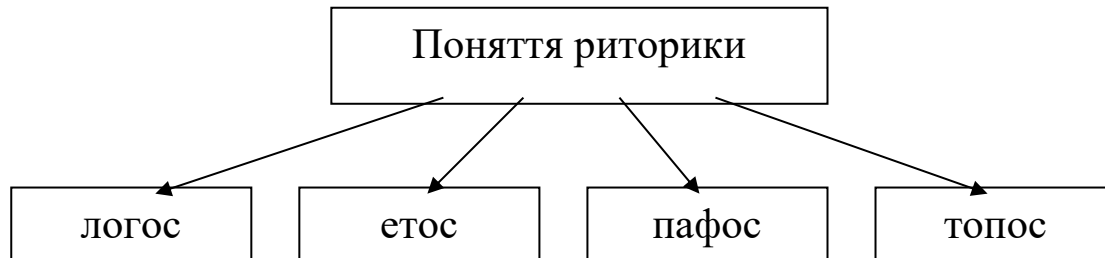 Поняття риторики
логос
етос
пафос
топос